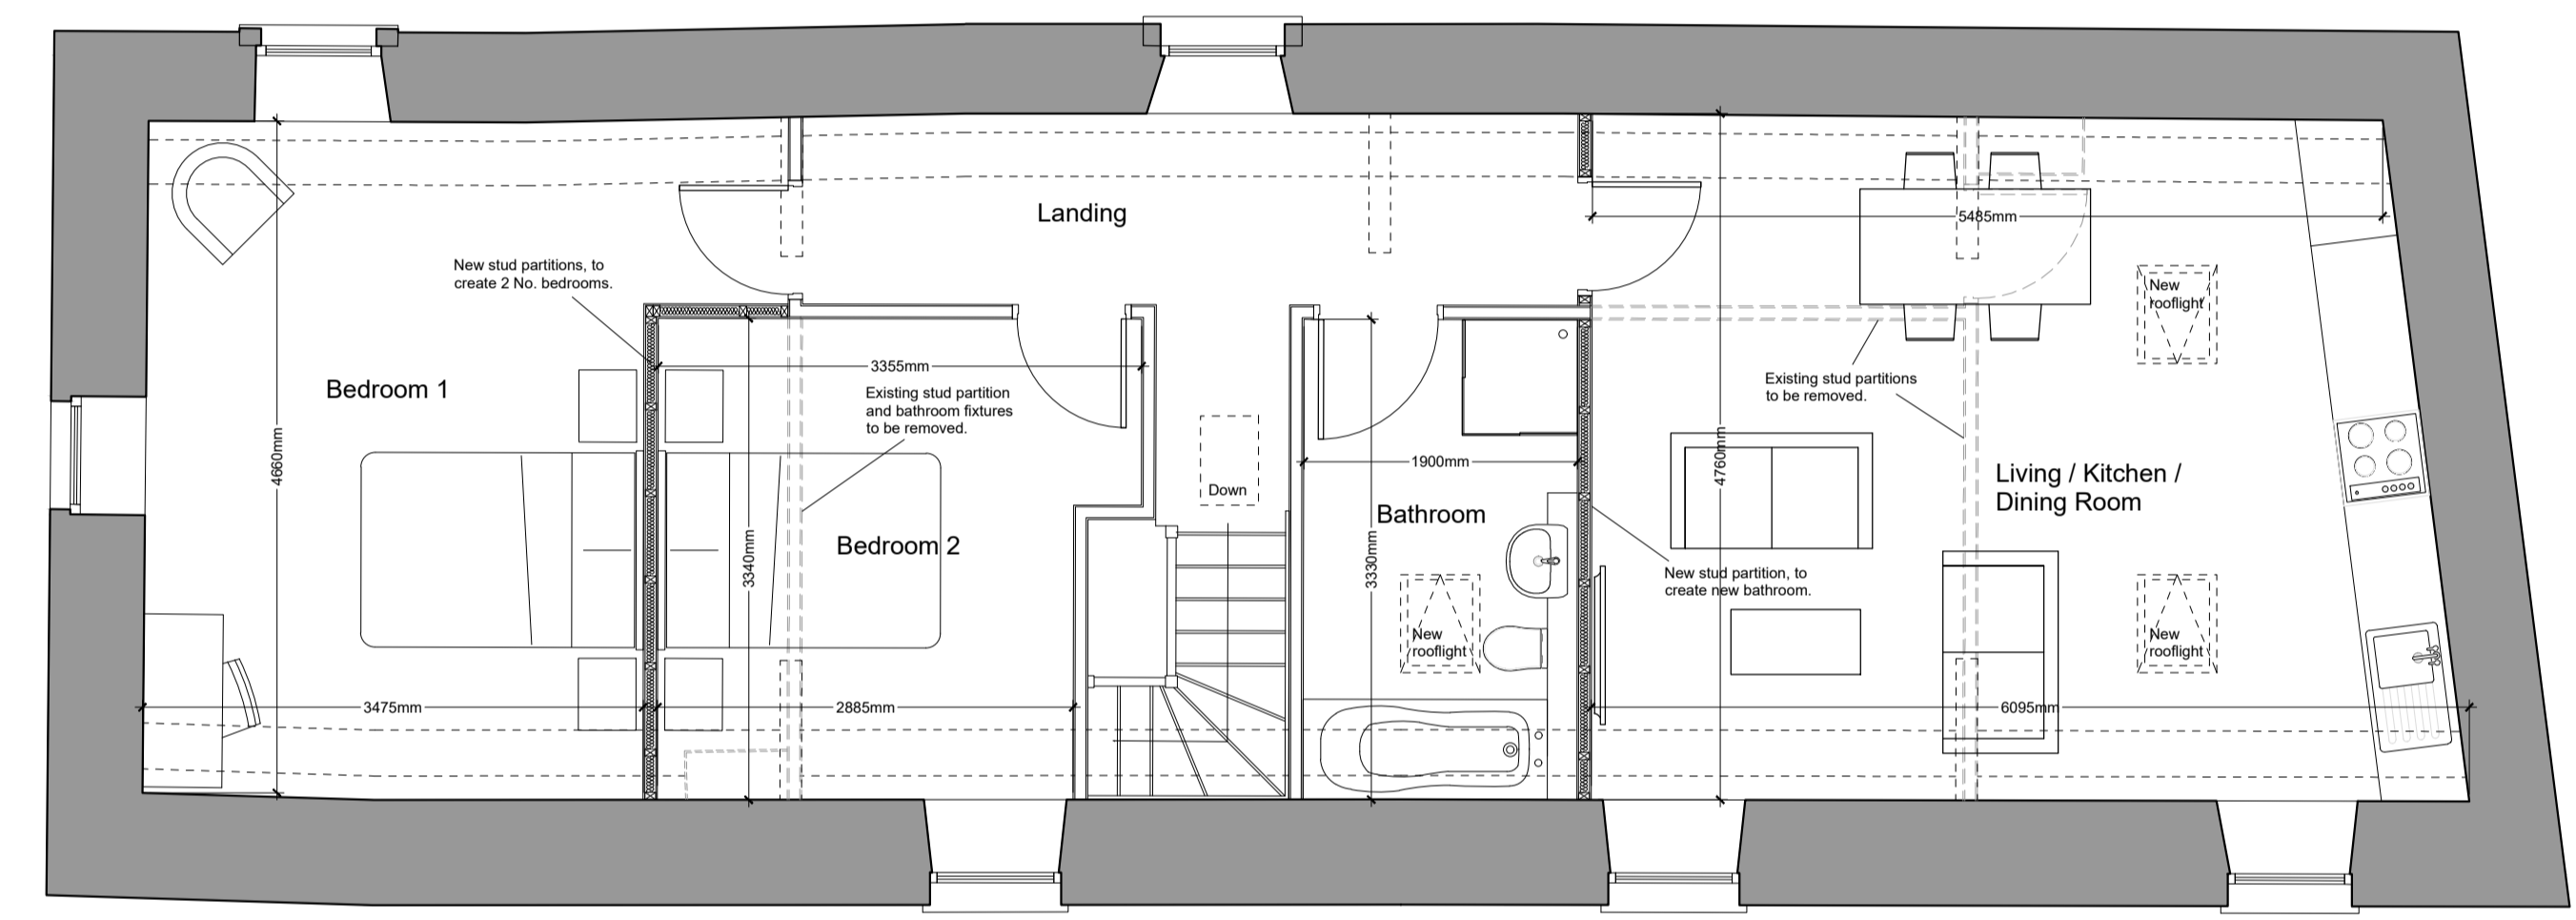 Landing
5485mm
New stud partitions, to
create 2 No. bedrooms.
New
rooflight
3355mm
Bedroom 1
Existing stud partition
and bathroom fixtures
to be removed.
Existing stud partitions
to be removed.
4660mm
1900mm
4760mm
Down
Living / Kitchen /
Dining Room
Bathroom
Bedroom 2
3340mm
3330mm
New stud partition, to
create new bathroom.
New
rooflight
New
rooflight
3475mm
2885mm
6095mm